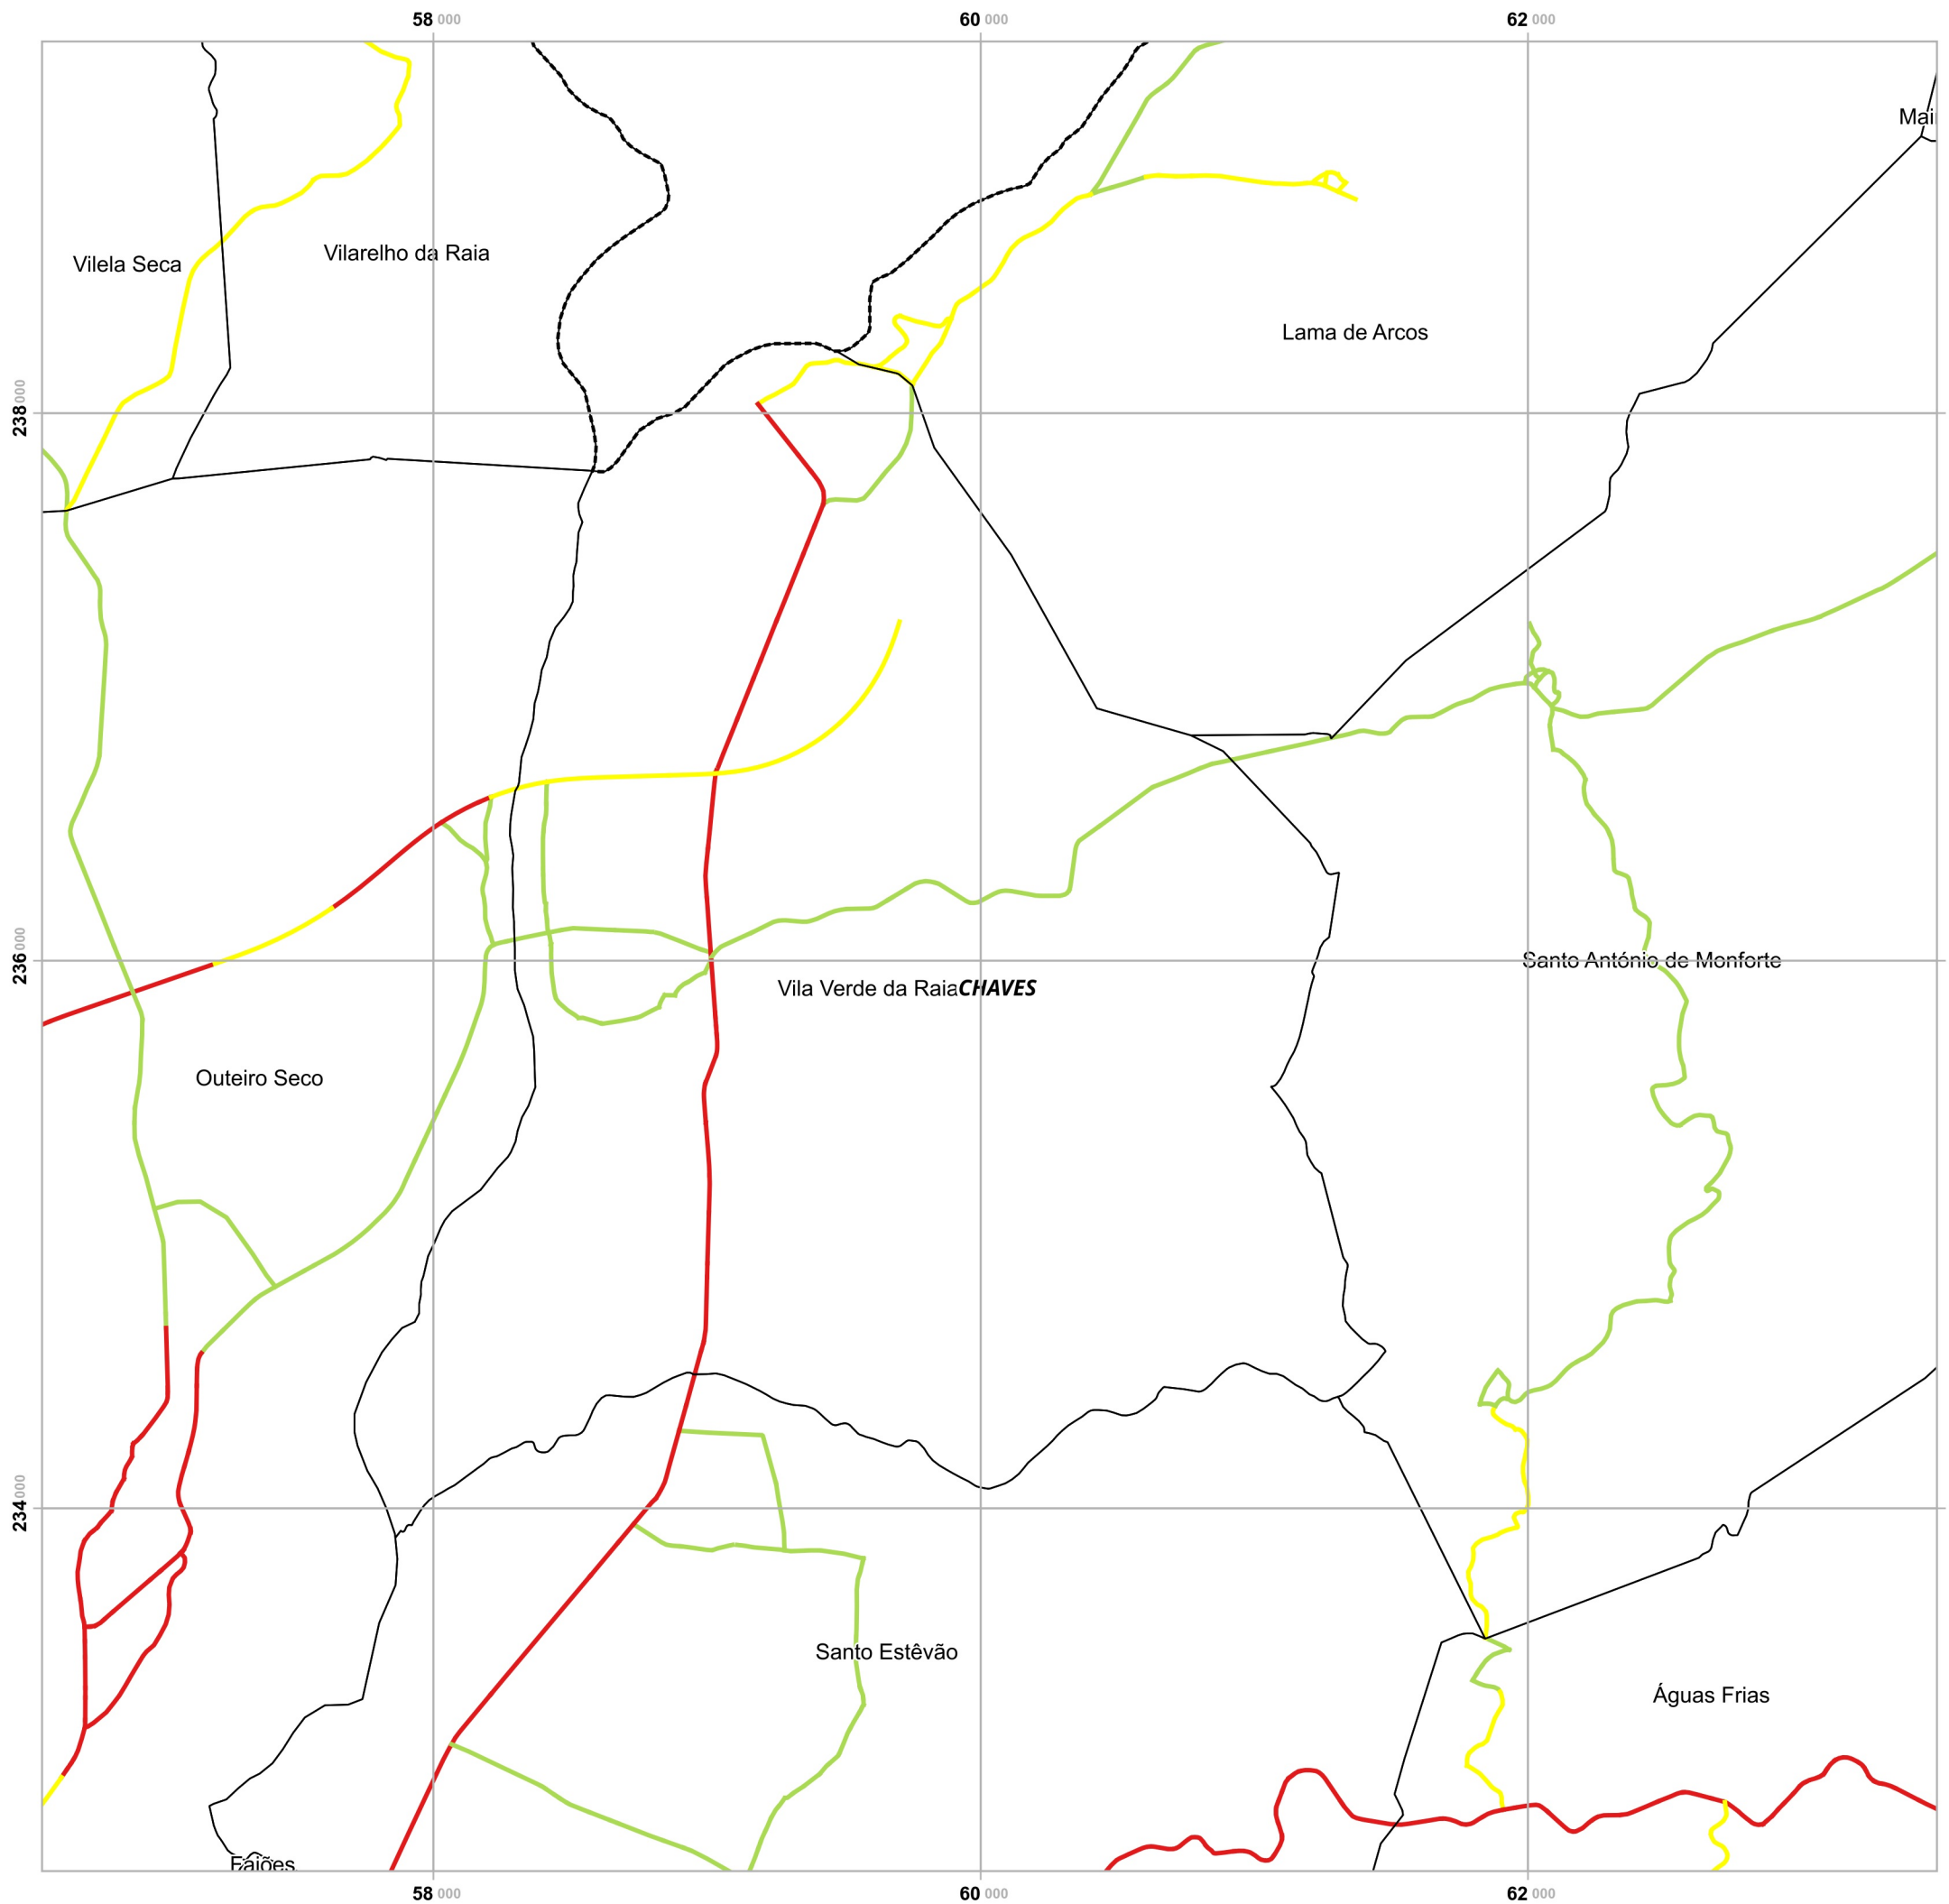 58 000 60 000 62 000
Mai
Vilela Seca
Vilarelho da Raia
Lama de Arcos
238 000
236 000
Santo António de Monforte
Vila Verde da Raia CHAVES
Outeiro Seco
234 000
Santo Estêvão
Águas Frias
Faiões
58 000 60 000 62 000